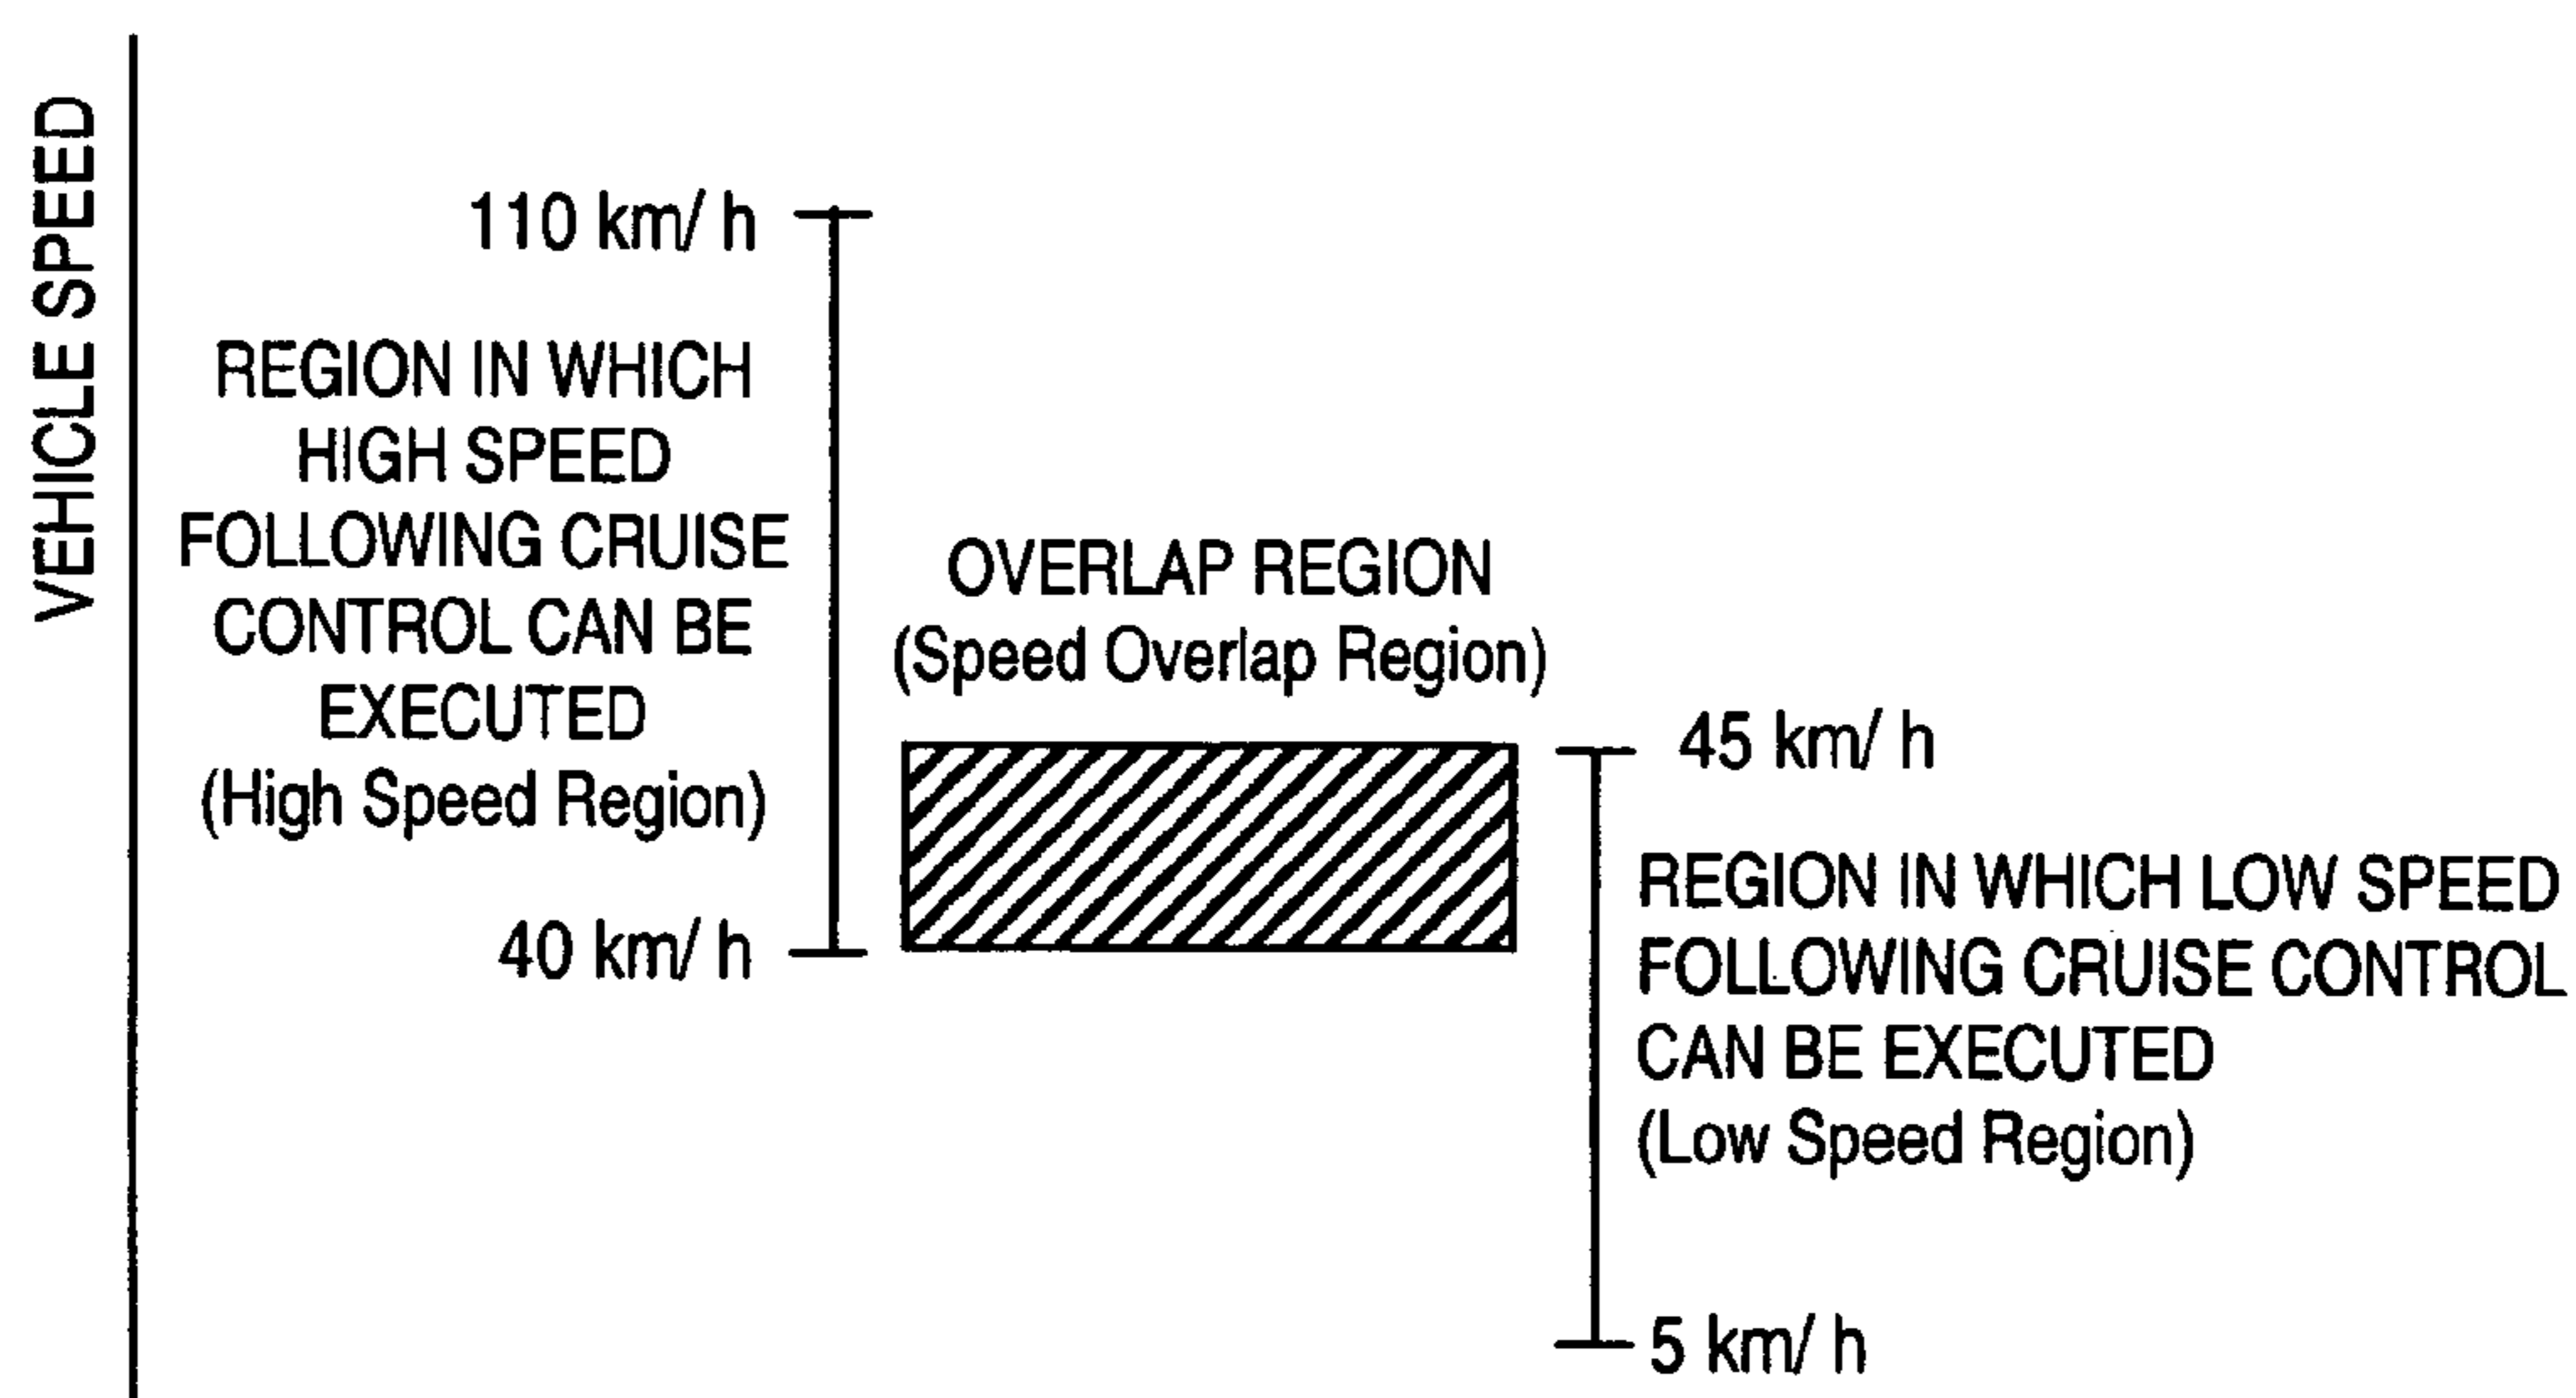 VEHICLE SPEED
110 km/ h
REGION IN WHICH
HIGH SPEED
FOLLOWING CRUISE
CONTROL CAN BE
EXECUTED
(High Speed Region)
40 km/ h
OVERLAP REGION
(Speed Overlap Region)
45 km/ h
REGION IN WHICH LOW SPEED
FOLLOWING CRUISE CONTROL
CAN BE EXECUTED
(Low Speed Region)
5 km/ h